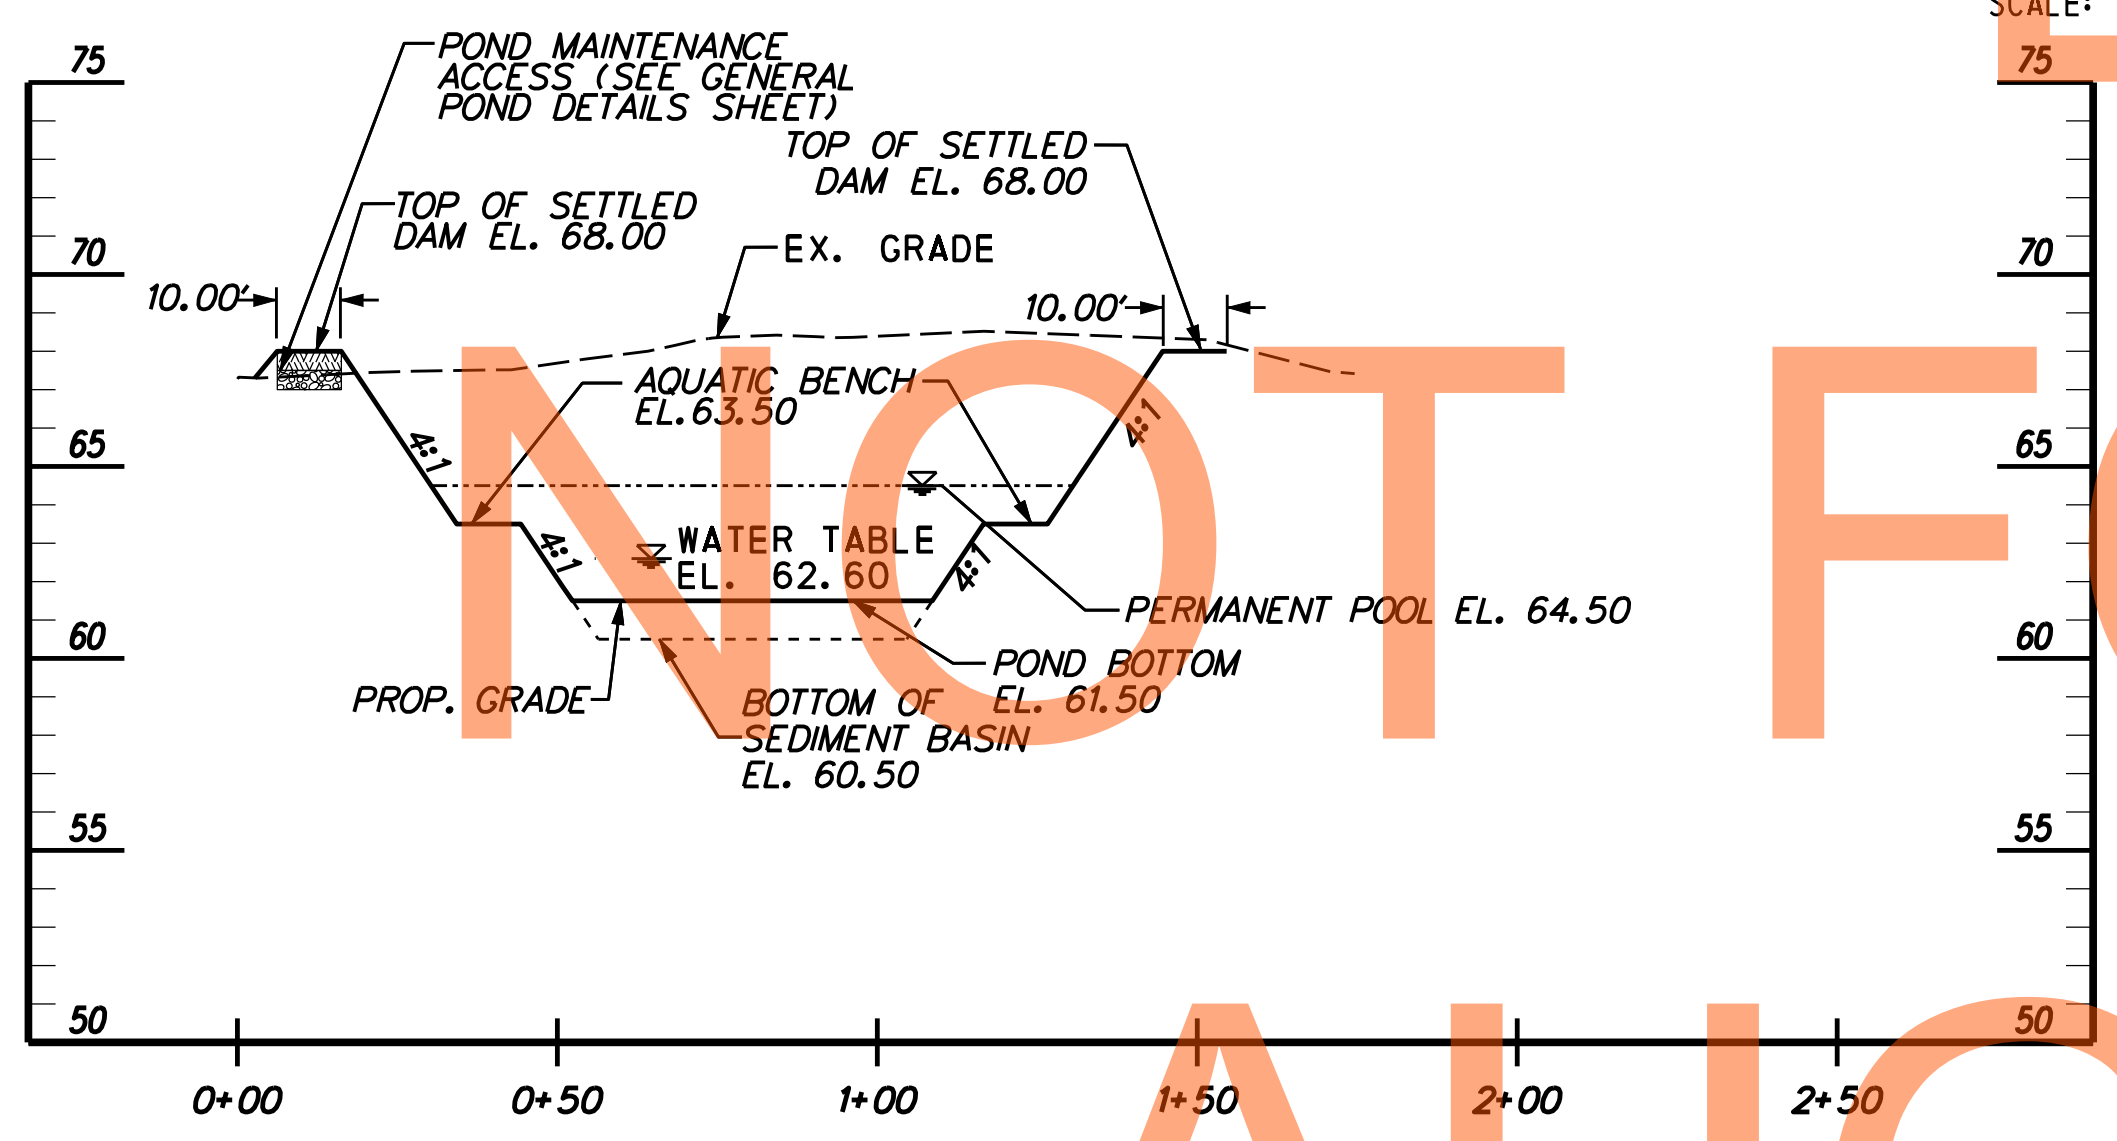 SCALE:
75
75
POND MAINTENANCE
ACCESS (SEE GENERAL
POND DETAILS SHEET)
TOP OF SETTLED
DAM EL. 68.00
TOP OF SETTLED
DAM EL. 68.00
EX. GRADE
70
70
10.00'
10.00'
AQUATIC BENCH
EL.63.50
4:1
4:1
65
65
WATER TABLE
EL. 62.60
4:1
4:1
PERMANENT POOL EL. 64.50
60
60
POND BOTTOM
EL. 61.50
PROP. GRADE
BOTTOM OF
SEDIMENT BASIN
EL. 60.50
NOT F
55
55
50
50
0+00
0+50
1+00
1+50
2+00
2+50